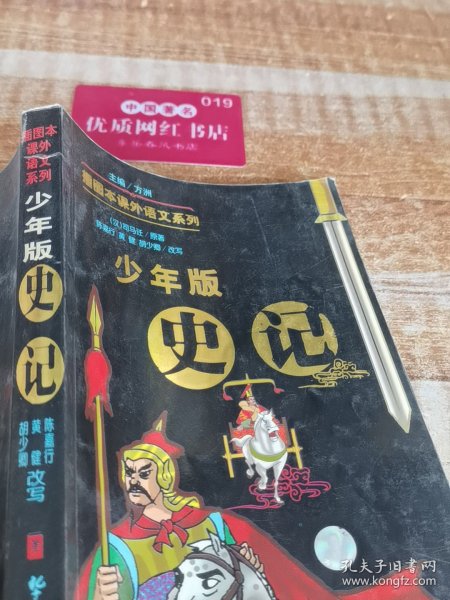 中国著名
019
优质网红书店
插图本
课外
语文
系列
少年版
史
记
陈嘉行
黄健
胡少卿
改写
主编/方洲
插图本课外语文系列
(汉)司马迁/原著
陈嘉行 黄健 胡少卿/改写
少年版
史记
孔夫子旧书网
www.kongfz.com